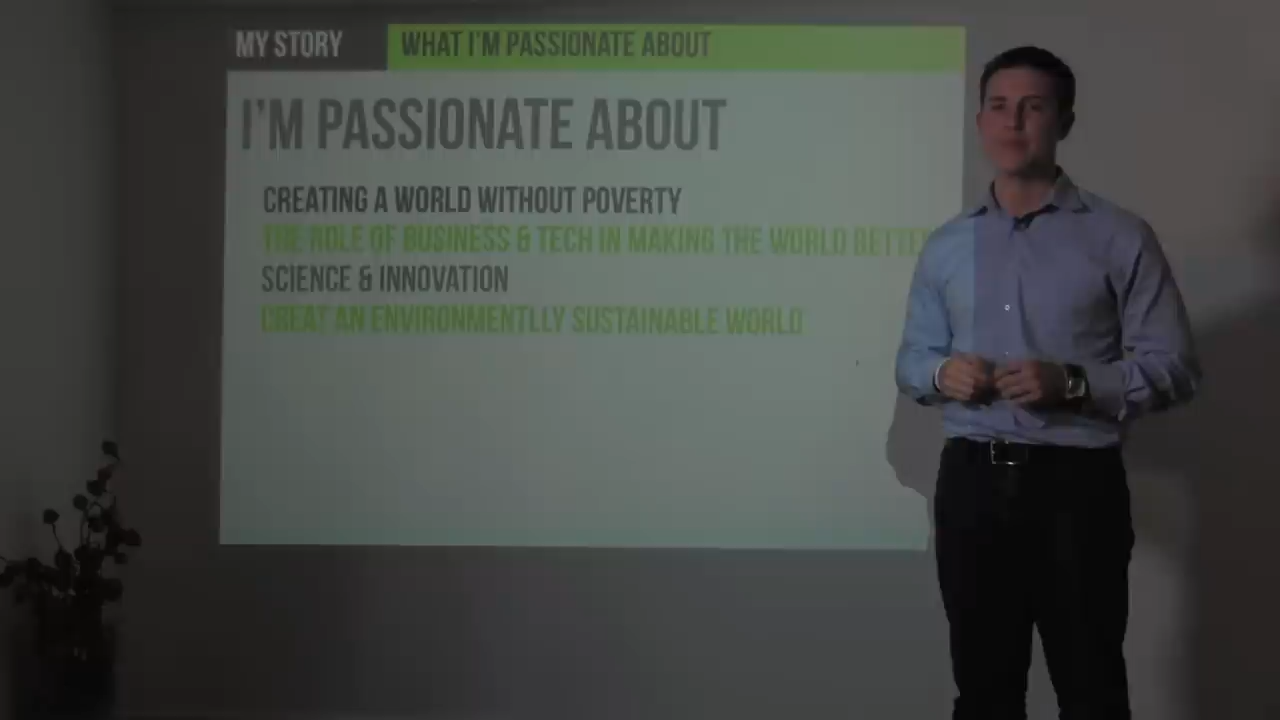 MY STORY
WHAT I'M PASSIONATE ABOUT
I'M PASSIONATE ABOUT
CREATING A WORLD WITHOUT POVERTY
THE ROLE OF BUSINESS & TECH IN MAKING THE WORLD BETTE
SCIENCE & INNOVATION
CREAT AN ENVIRONMENTLLY SUSTAINABLE WORLD